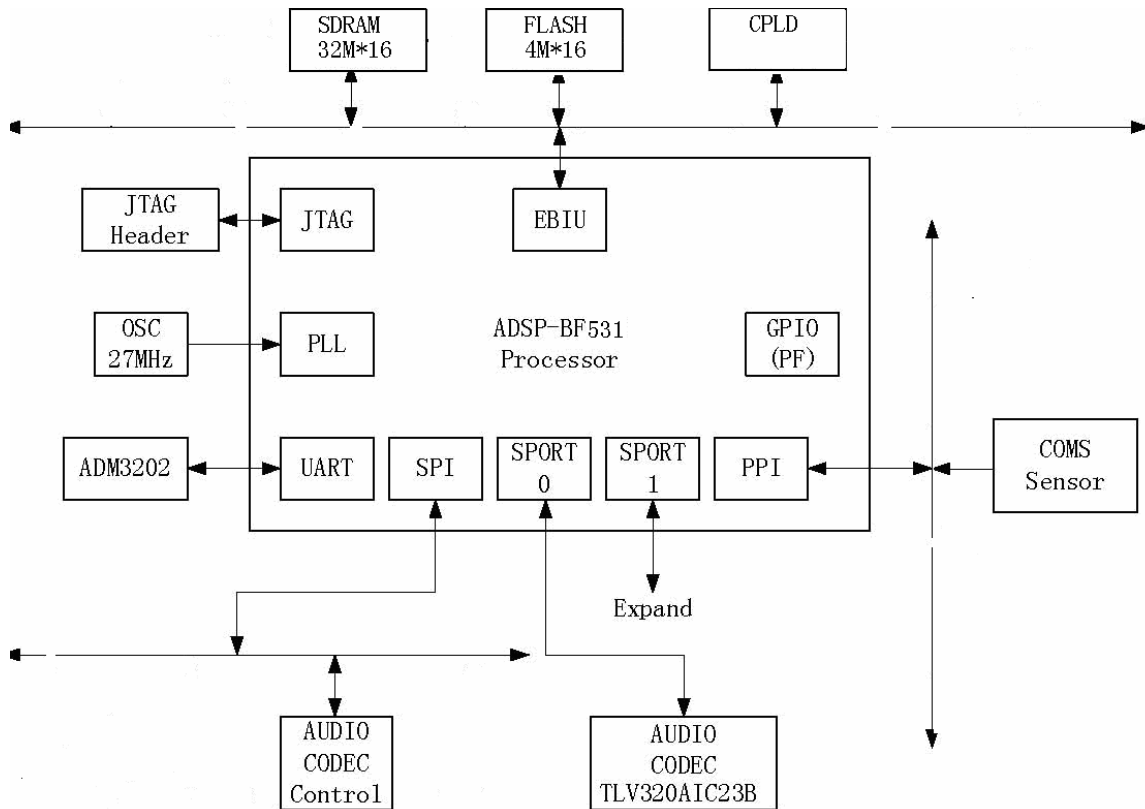 SDRAM
32M*16
FLASH
4M*16
CPLD
JTAG
Header
JTAG
EBIU
OSC
27MHz
PLL
ADSP-BF531
Processor
GPIO
(PF)
ADM3202
UART
SPI
SPORT
0
SPORT
1
PPI
COMS
Sensor
Expand
AUDIO
CODEC
Control
AUDIO
CODEC
TLV320AIC23B